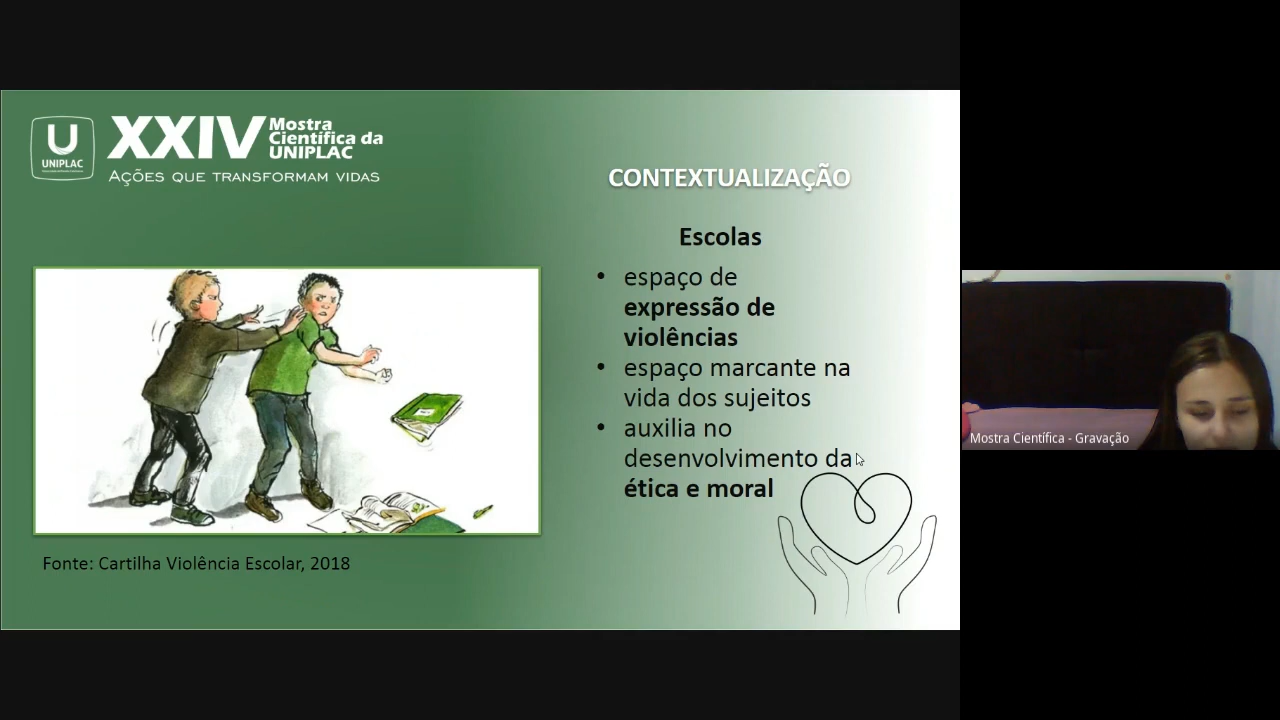 U
UNIPLAC
XXIV
Mostra
Científica da
UNIPLAC
AÇÕES QUE TRANSFORMAM VIDAS
CONTEXTUALIZAÇÃO
Escolas
• espaço de
expressão de
violências
• espaço marcante na
vida dos sujeitos
• auxilia no
desenvolvimento da
ética e moral
Fonte: Cartilha Violência Escolar, 2018
Mostra Científica - Gravação